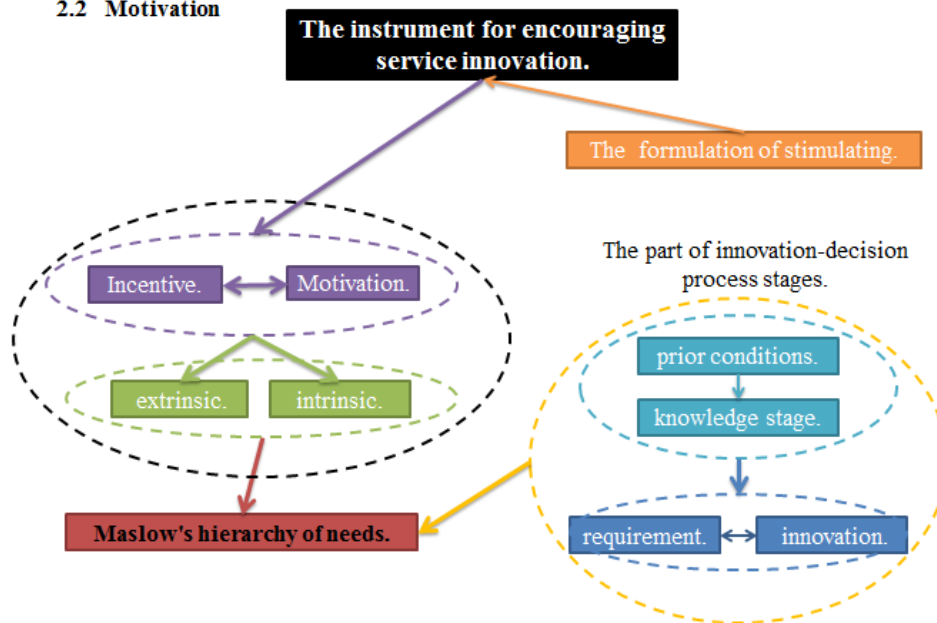 2.2 Motivation
The instrument for encouraging
service innovation.
The formulation of stimulating.
The part of innovation-decision
process stages.
Incentive.
Motivation.
prior conditions.
extrinsic.
intrinsic.
knowledge stage.
Maslow's hierarchy of needs.
requirement.
innovation.